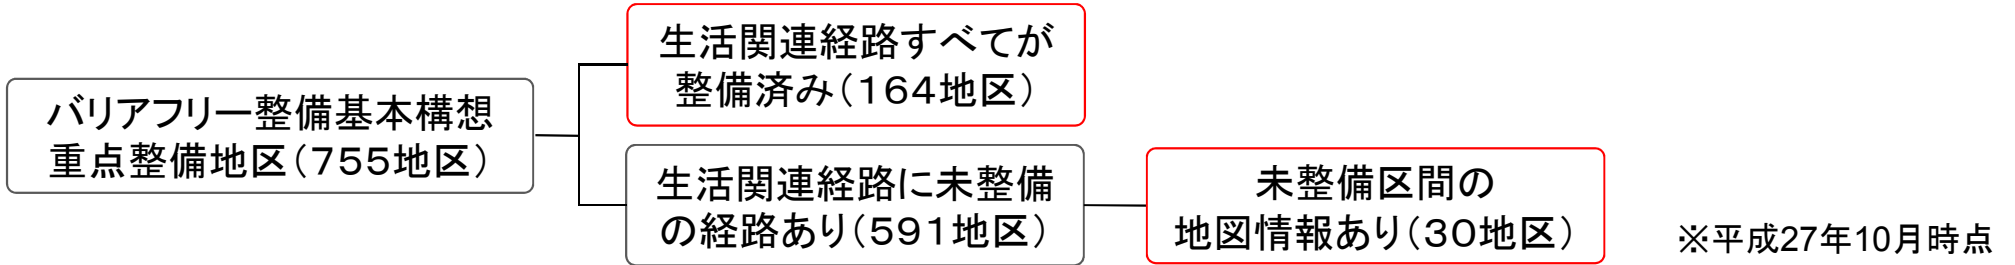 バリアフリー整備基本構想
重点整備地区（755地区）
生活関連経路すべてが
整備済み（164地区）
生活関連経路に未整備
の経路あり（591地区）
未整備区間の
地図情報あり（30地区）
※平成27年10月時点